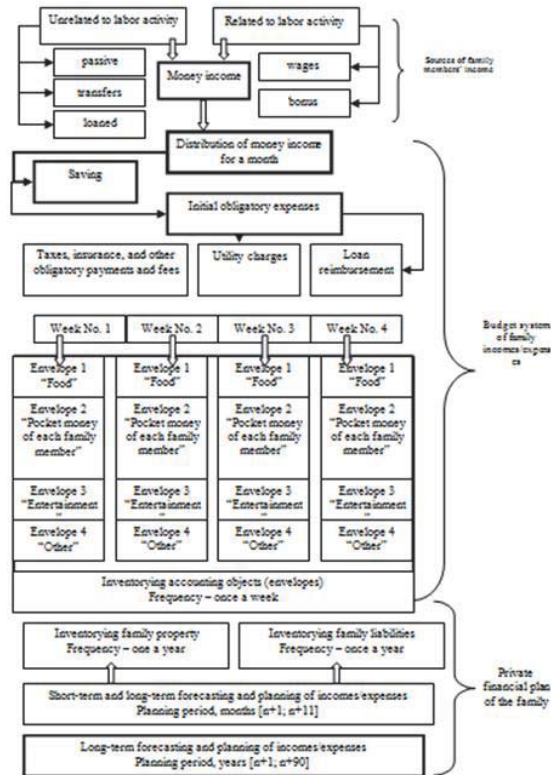 Unrelated to labor activity
Related to labor activity
passive
transfers
loaned
Money income
wages
bonus
Sources of family
members' income
Distribution of money income
for a month
Saving
Initial obligatory expenses
Taxes, insurance, and other
obligatory payments and fees
Utility charges
Loan
reimbursement
Week No. 1
Week No. 2
Week No. 3
Week No. 4
Envelope 1
“Food”
Envelope 1
“Food”
Envelope 1
“Food”
Envelope 1
“Food”
Envelope 2
“Pocket money
of each family
member”
Envelope 2
“Pocket money
of each family
member”
Envelope 2
“Pocket money
of each family
member”
Envelope 2
“Pocket money
of each family
member”
Envelope 3
“Entertainment
”
Envelope 3
“Entertainment
”
Envelope 3
“Entertainment
”
Envelope 3
“Entertainment
”
Envelope 4
“Other”
Envelope 4
“Other”
Envelope 4
“Other”
Envelope 4
“Other”
Inventorying accounting objects (envelopes)
Frequency – once a week
Budget system
of family
incomes/expens
es
Inventorying family property
Frequency – one a year
Inventorying family liabilities
Frequency – once a year
Short-term and long-term forecasting and planning of incomes/expenses
Planning period, months [n+1; n+11]
Long-term forecasting and planning of incomes/expenses
Planning period, years [n+1; n+90]
Private
financial plan
of the family